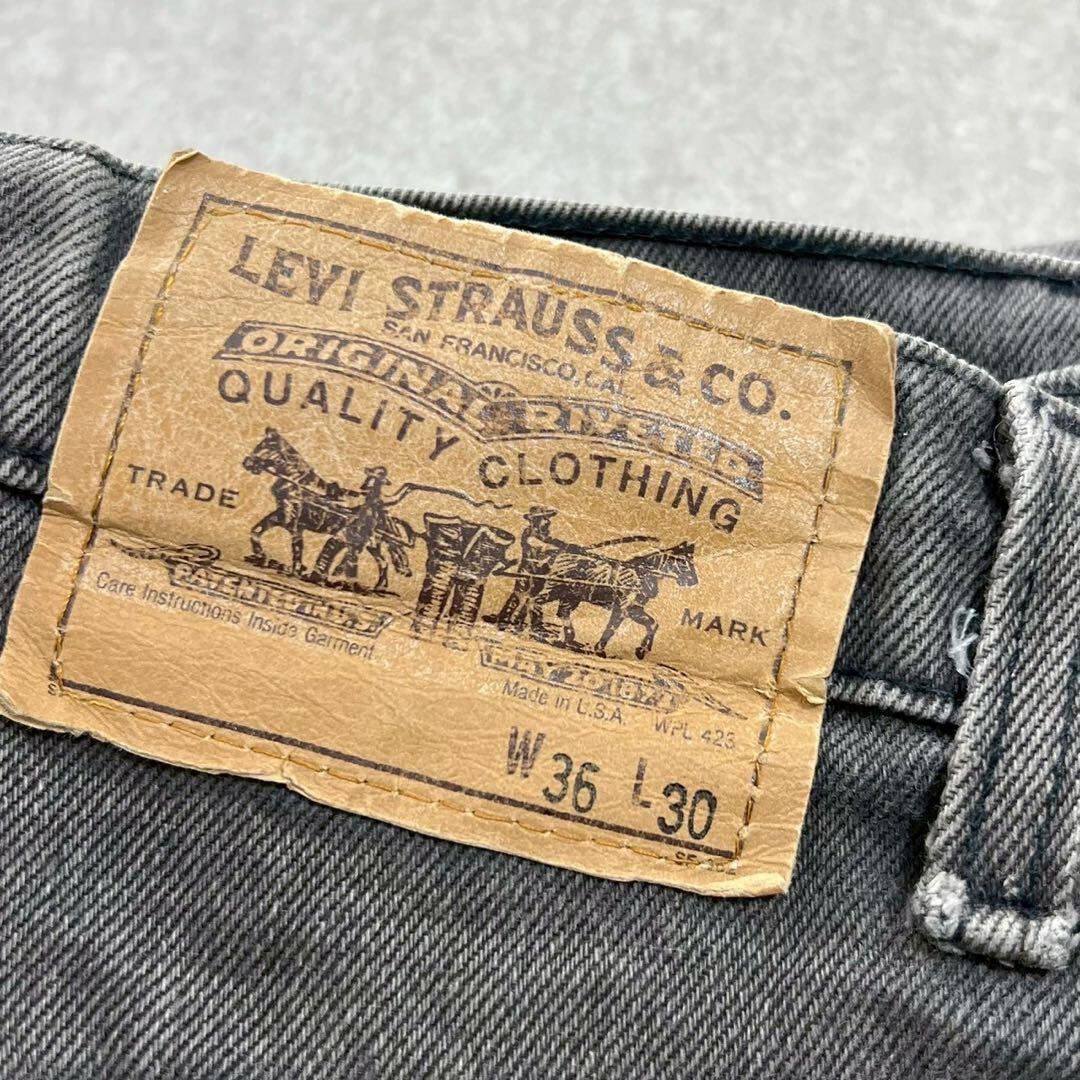 LEVI STRAUSS & CO.
SAN FRANCISCO, CAL.
ORIGINAL RIVETED
QUALITY CLOTHING
TRADE MARK
Care Instructions Inside Garment
Made in U.S.A. WPL 423
W 36 L 30